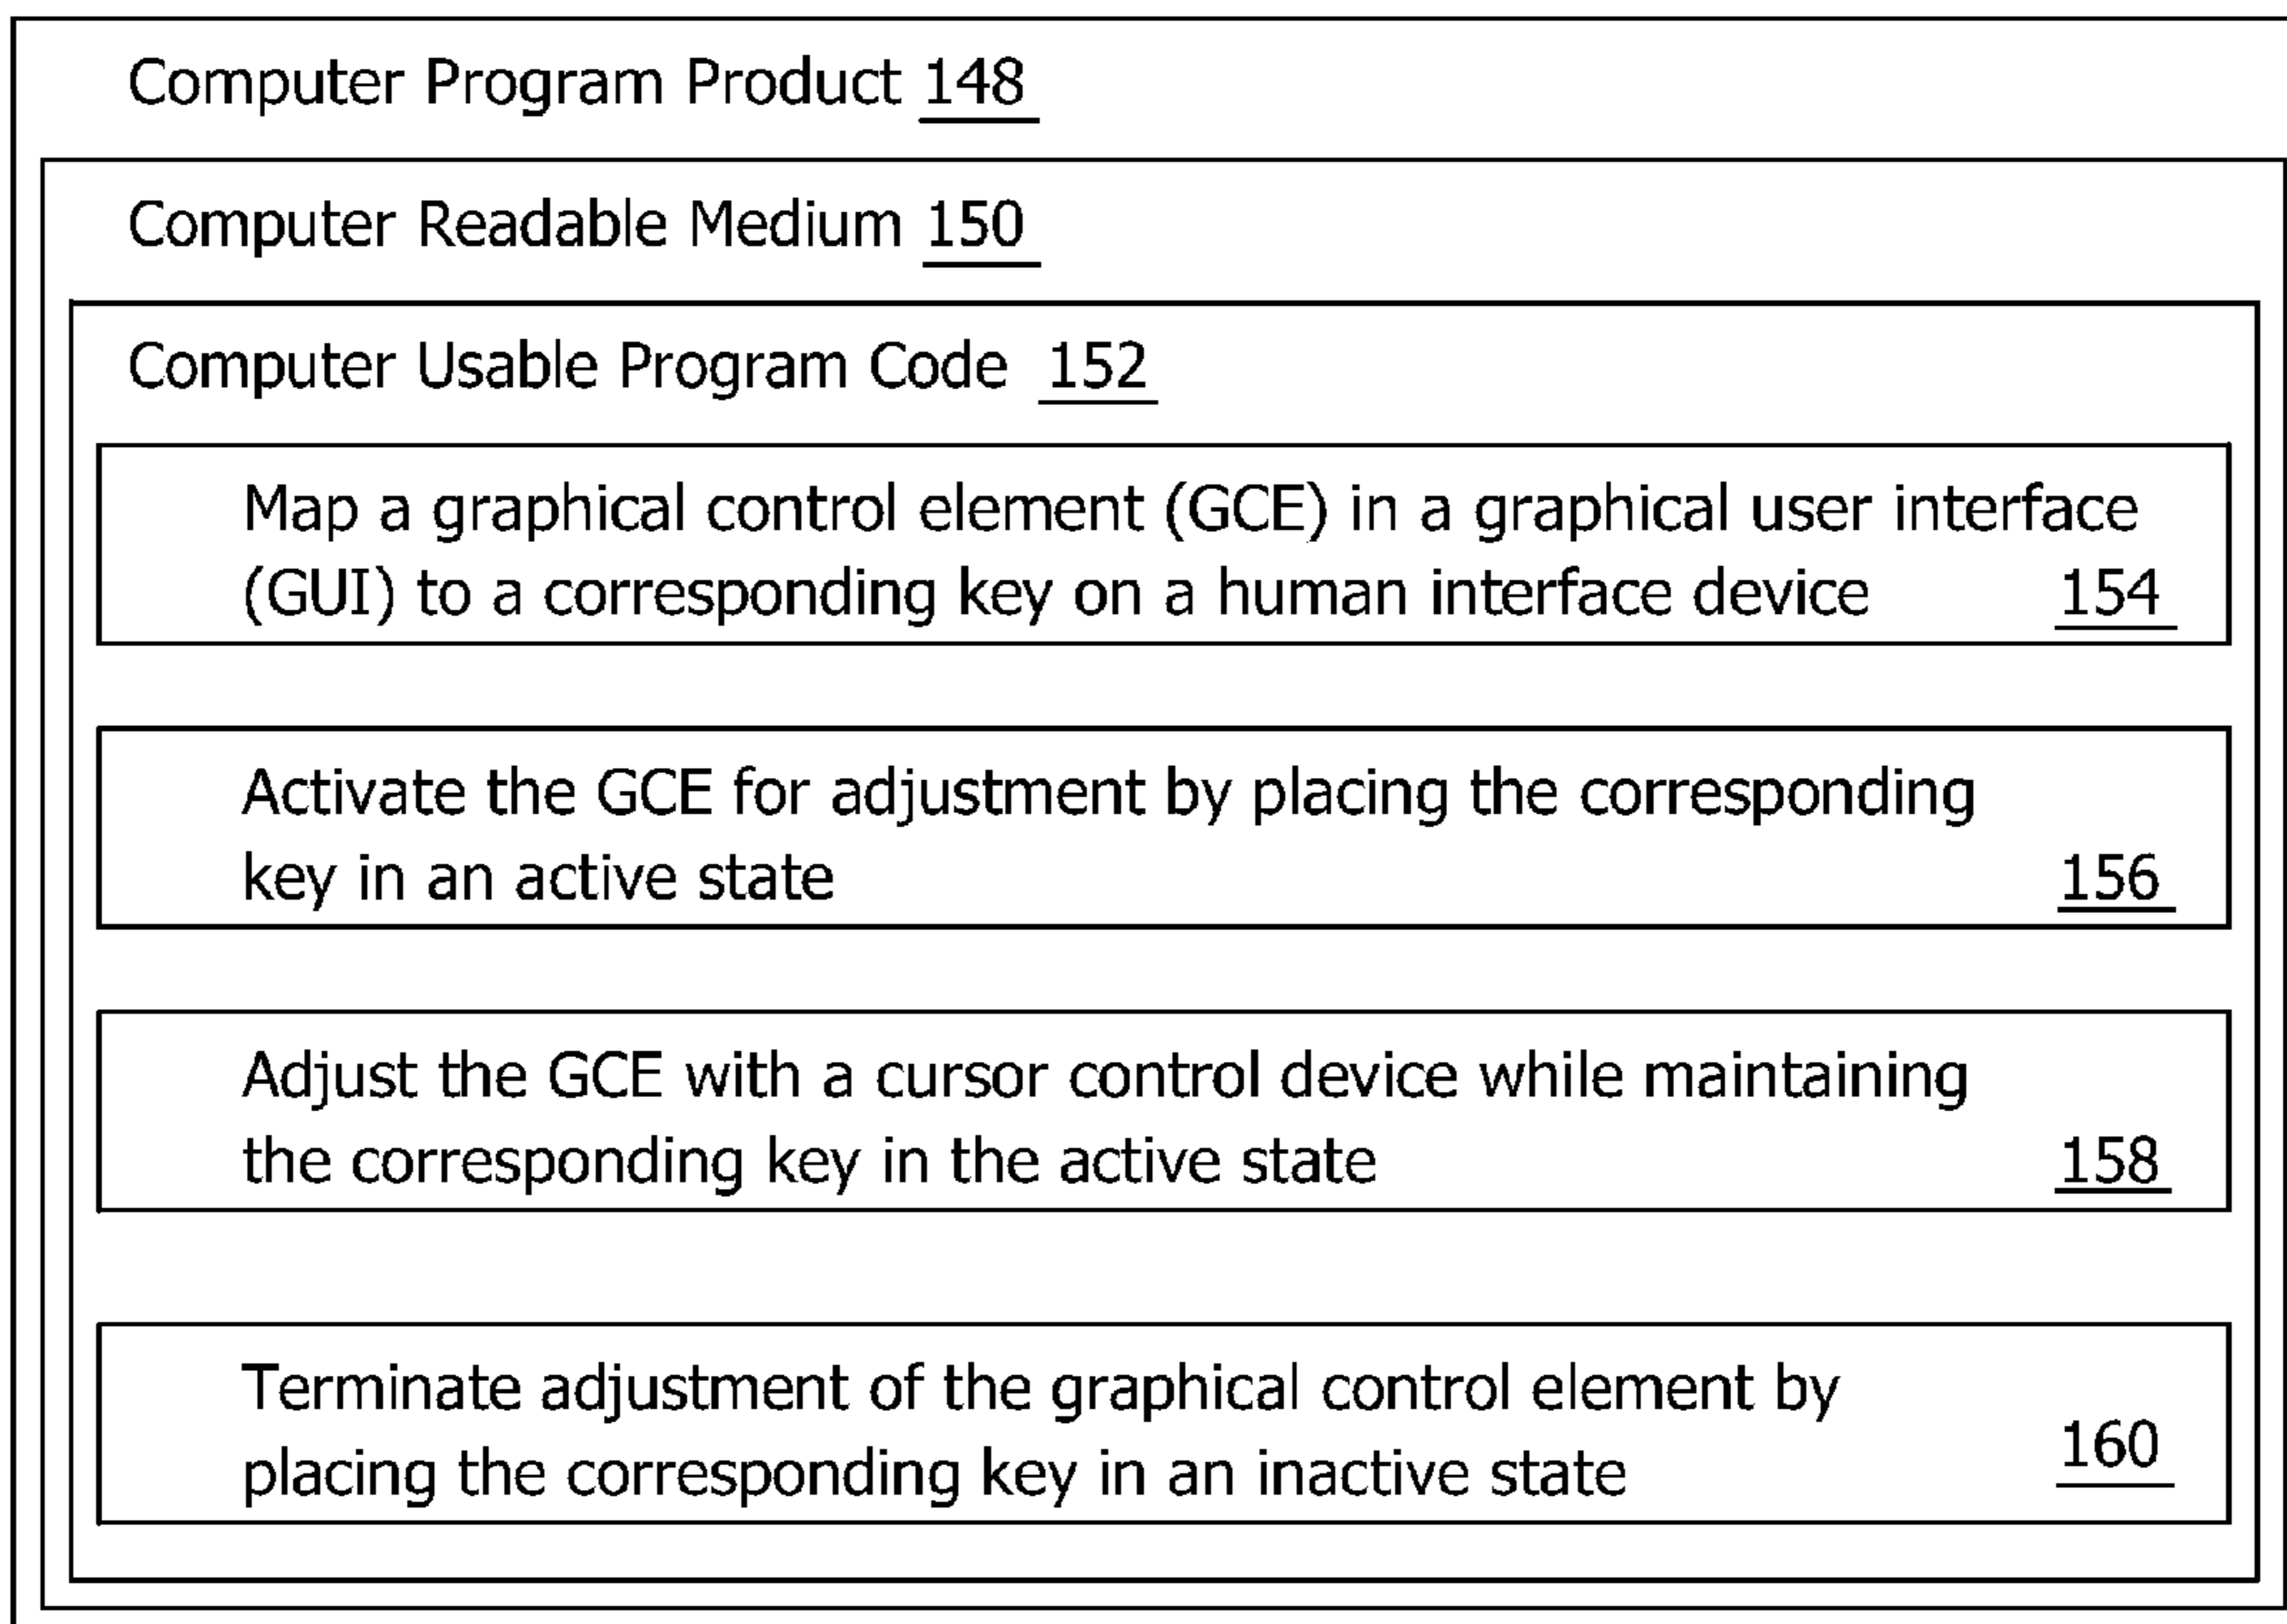 Computer Program Product 148
Computer Readable Medium 150
Computer Usable Program Code 152
Map a graphical control element (GCE) in a graphical user interface
(GUI) to a corresponding key on a human interface device 154
Activate the GCE for adjustment by placing the corresponding
key in an active state 156
Adjust the GCE with a cursor control device while maintaining
the corresponding key in the active state 158
Terminate adjustment of the graphical control element by
placing the corresponding key in an inactive state 160